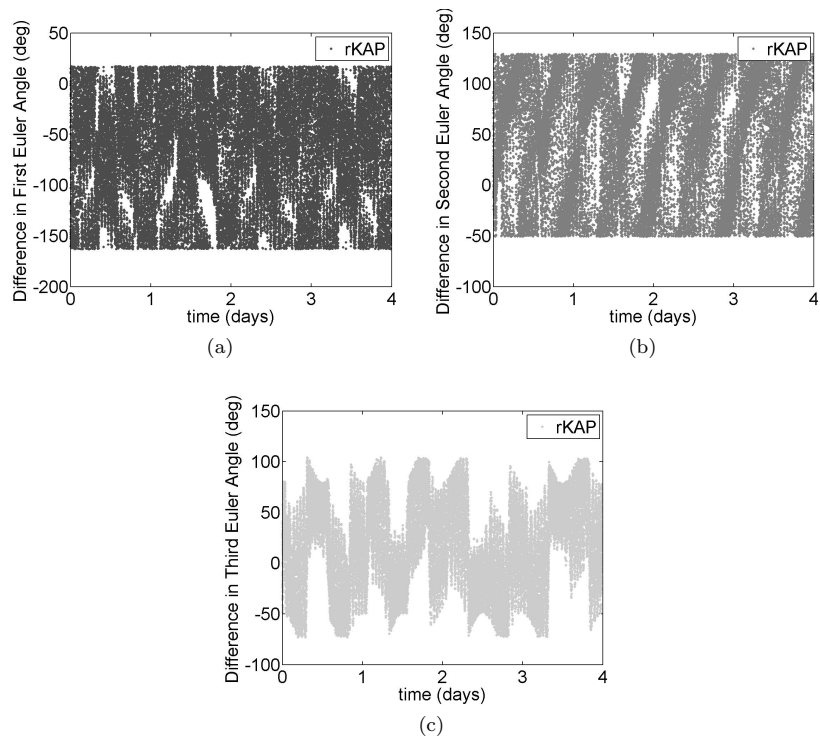 Difference in First Euler Angle (deg)
50
0
-50
-100
-150
-200
rKAP
0 1 2 3 4
time (days)
(a)
Difference in Second Euler Angle (deg)
150
100
50
0
-50
-100
rKAP
0 1 2 3 4
time (days)
(b)
Difference in Third Euler Angle (deg)
150
100
50
0
-50
-100
rKAP
0 1 2 3 4
time (days)
(c)